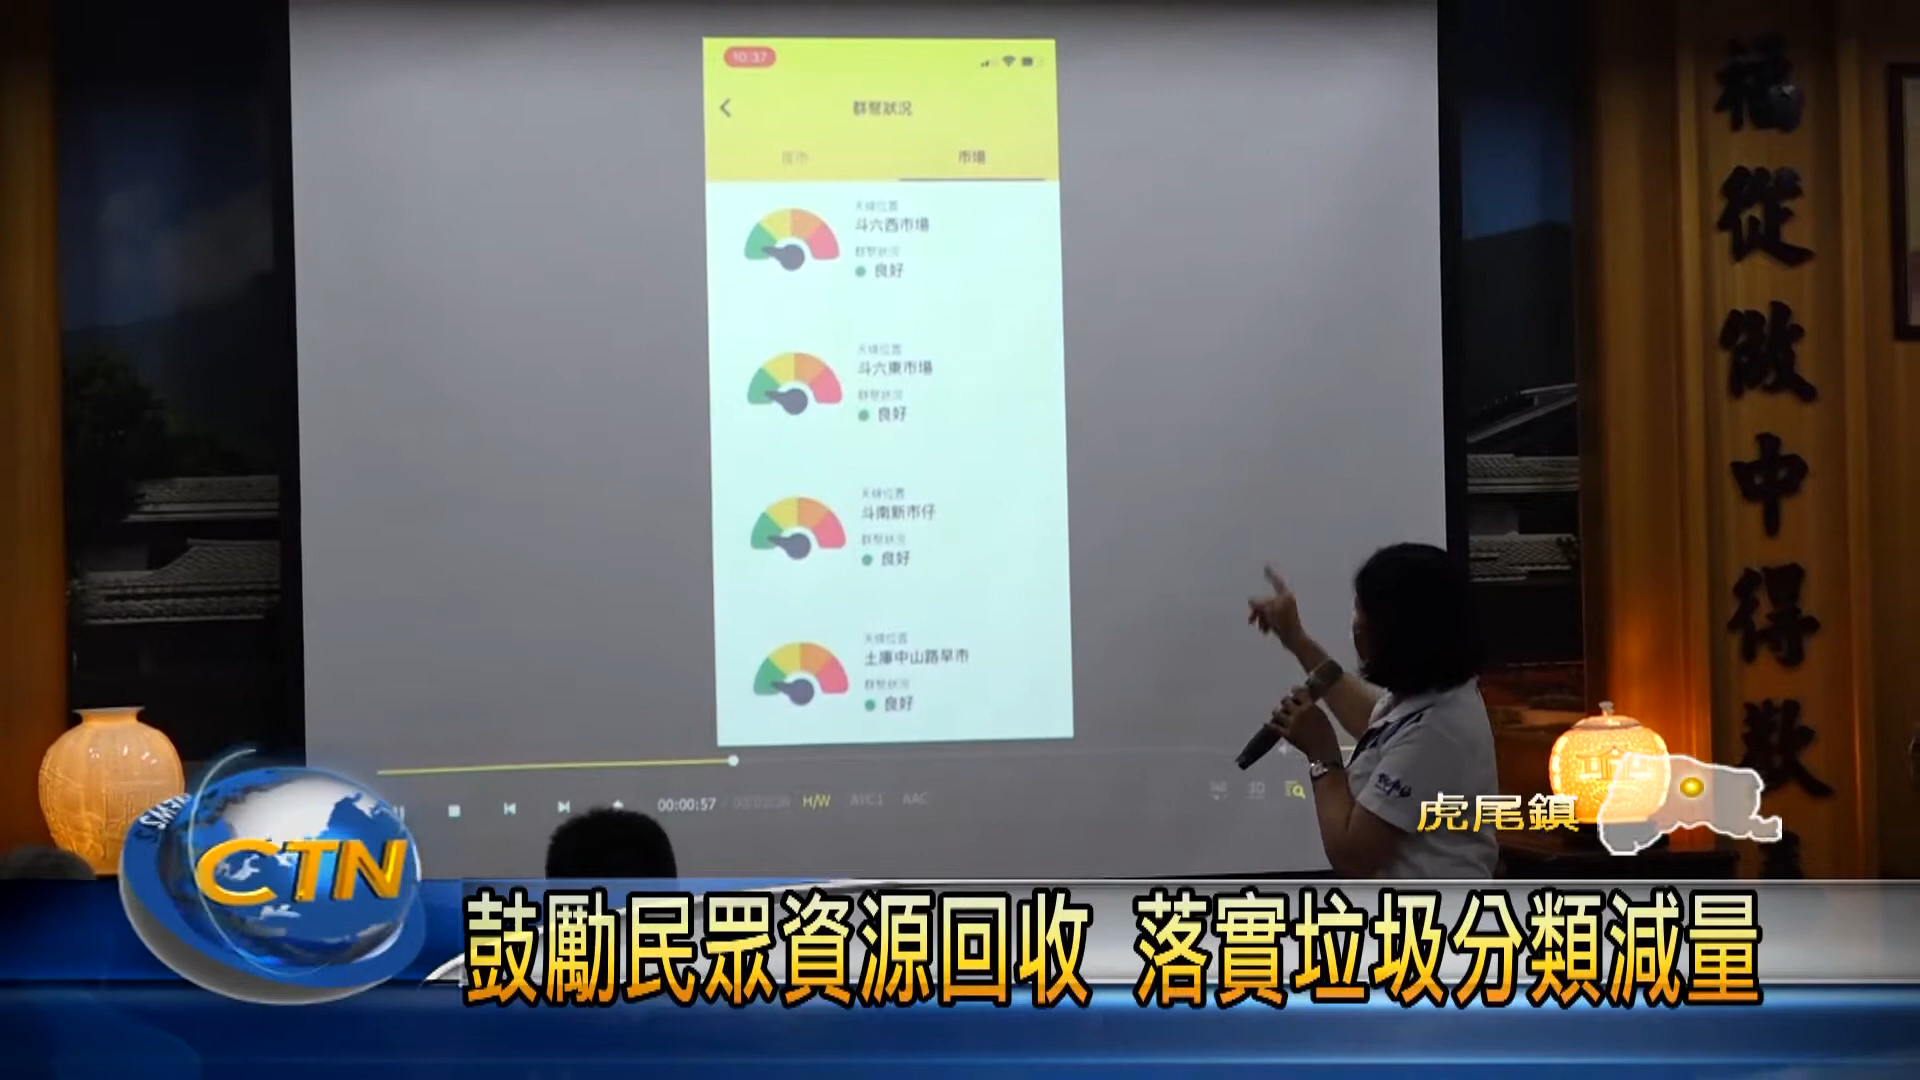 10:37
群聚狀況
夜市
市場
天線位置
斗六西市場
群聚狀況
良好
天線位置
斗六東市場
群聚狀況
良好
天線位置
斗南新市仔
群聚狀況
良好
天線位置
土庫中山路早市
群聚狀況
良好
00:00:57
H/W
AVC1
AAC
3D
福從做中得歡
虎尾鎮
NEWS
CTN
鼓勵民眾資源回收 落實垃圾分類減量